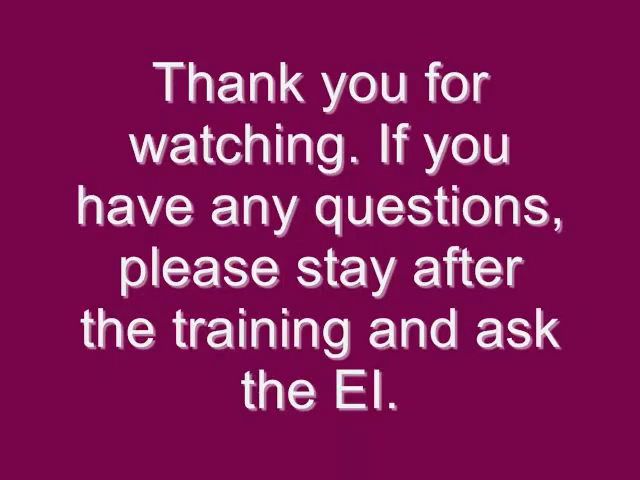 Thank you for
watching. If you
have any questions,
please stay after
the training and ask
the EI.